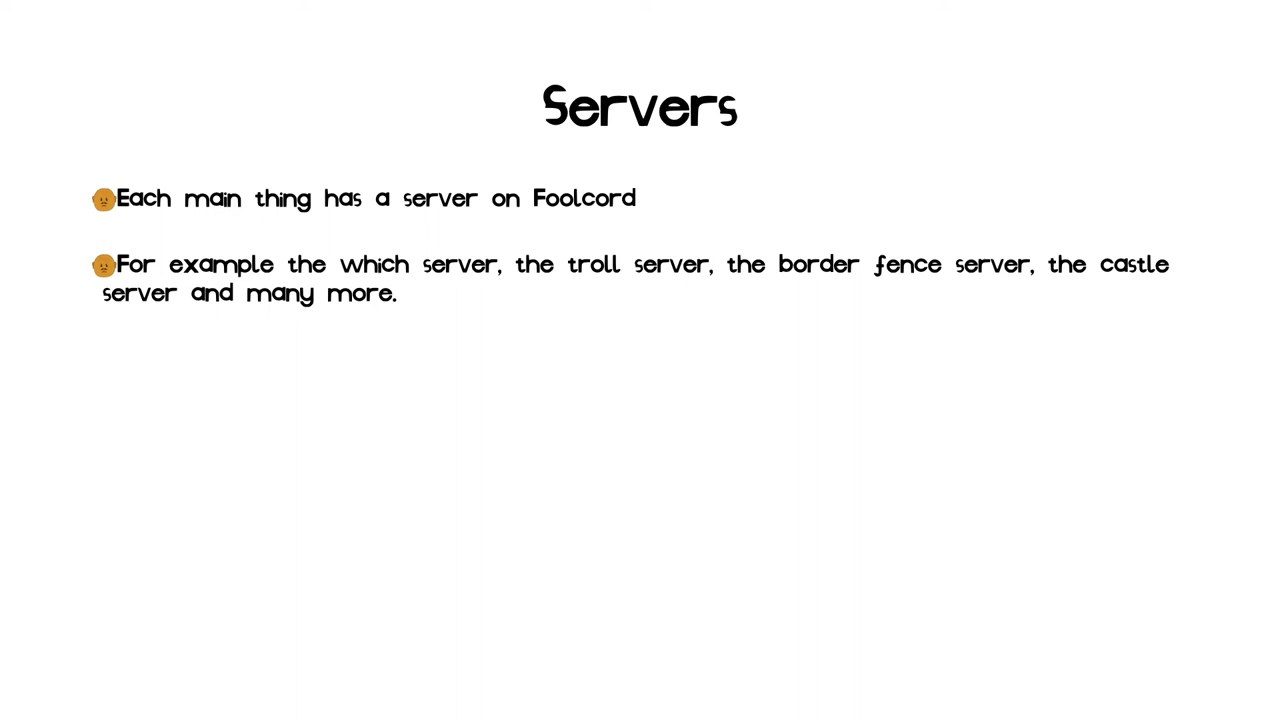 Servers
Each main thing has a server on Foolcord
For example the which server, the troll server, the border fence server, the castle
server and many more.